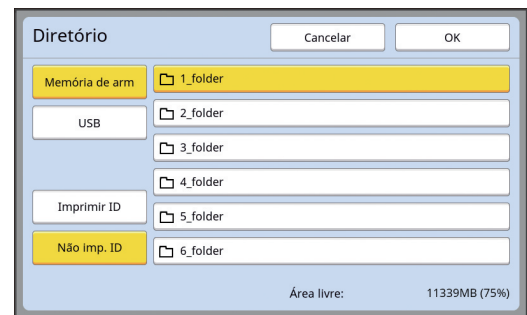 Diretório
Cancelar
OK
Memória de arm
USB
Imprimir ID
Não imp. ID
1_folder
2_folder
3_folder
4_folder
5_folder
6_folder
Área livre: 11339MB (75%)